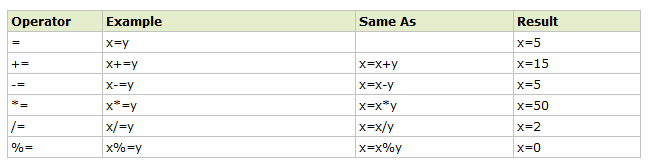 Operator Example Same As Result
= x=y x=5
+= x+=y x=x+y x=15
-= x-=y x=x-y x=5
*= x*=y x=x*y x=50
/= x/=y x=x/y x=2
%= x%=y x=x%y x=0